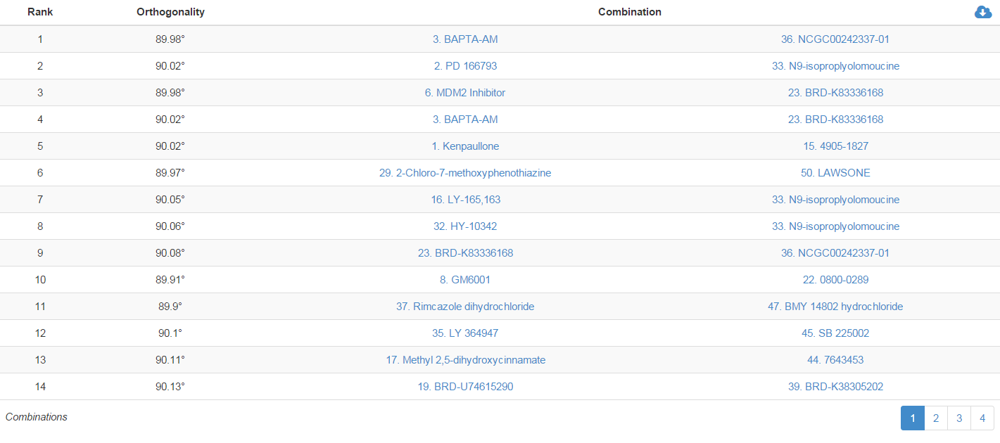 Rank Orthogonality Combination
1 89.98° 3. BAPTA-AM 36. NCGC00242337-01
2 90.02° 2. PD 166793 33. N9-isoproplyolomoucine
3 89.98° 6. MDM2 Inhibitor 23. BRD-K83336168
4 90.02° 3. BAPTA-AM 23. BRD-K83336168
5 90.02° 1. Kenpaullone 15. 4905-1827
6 89.97° 29. 2-Chloro-7-methoxyphenothiazine 50. LAWSONE
7 90.05° 16. LY-165,163 33. N9-isoproplyolomoucine
8 90.06° 32. HY-10342 33. N9-isoproplyolomoucine
9 90.08° 23. BRD-K83336168 36. NCGC00242337-01
10 89.91° 8. GM6001 22. 0800-0289
11 89.9° 37. Rimcazole dihydrochloride 47. BMY 14802 hydrochloride
12 90.1° 35. LY 364947 45. SB 225002
13 90.11° 17. Methyl 2,5-dihydroxycinnamate 44. 7643453
14 90.13° 19. BRD-U74615290 39. BRD-K38305202
Combinations 1 2 3 4